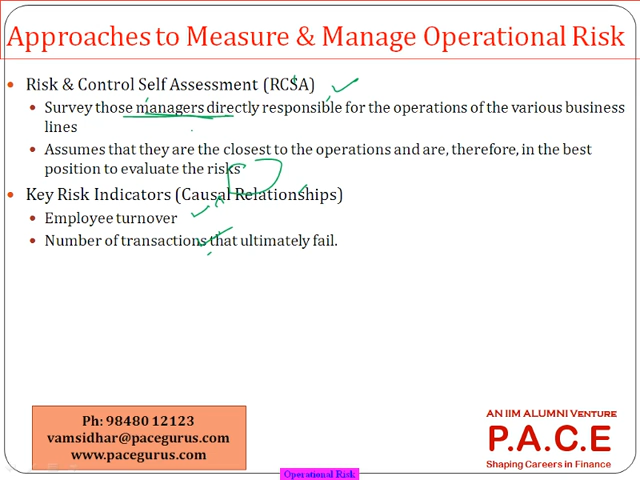 Approaches to Measure & Manage Operational Risk
Risk & Control Self Assessment (RCSA)
Survey those managers directly responsible for the operations of the various business
lines
Assumes that they are the closest to the operations and are, therefore, in the best
position to evaluate the risks
Key Risk Indicators (Causal Relationships)
Employee turnover
Number of transactions that ultimately fail.
Ph: 98480 12123
vamsidhar@pacegurus.com
www.pacegurus.com
AN IIM ALUMNI VENTURE
P.A.C.E
Shaping Careers in Finance
Operational Risk